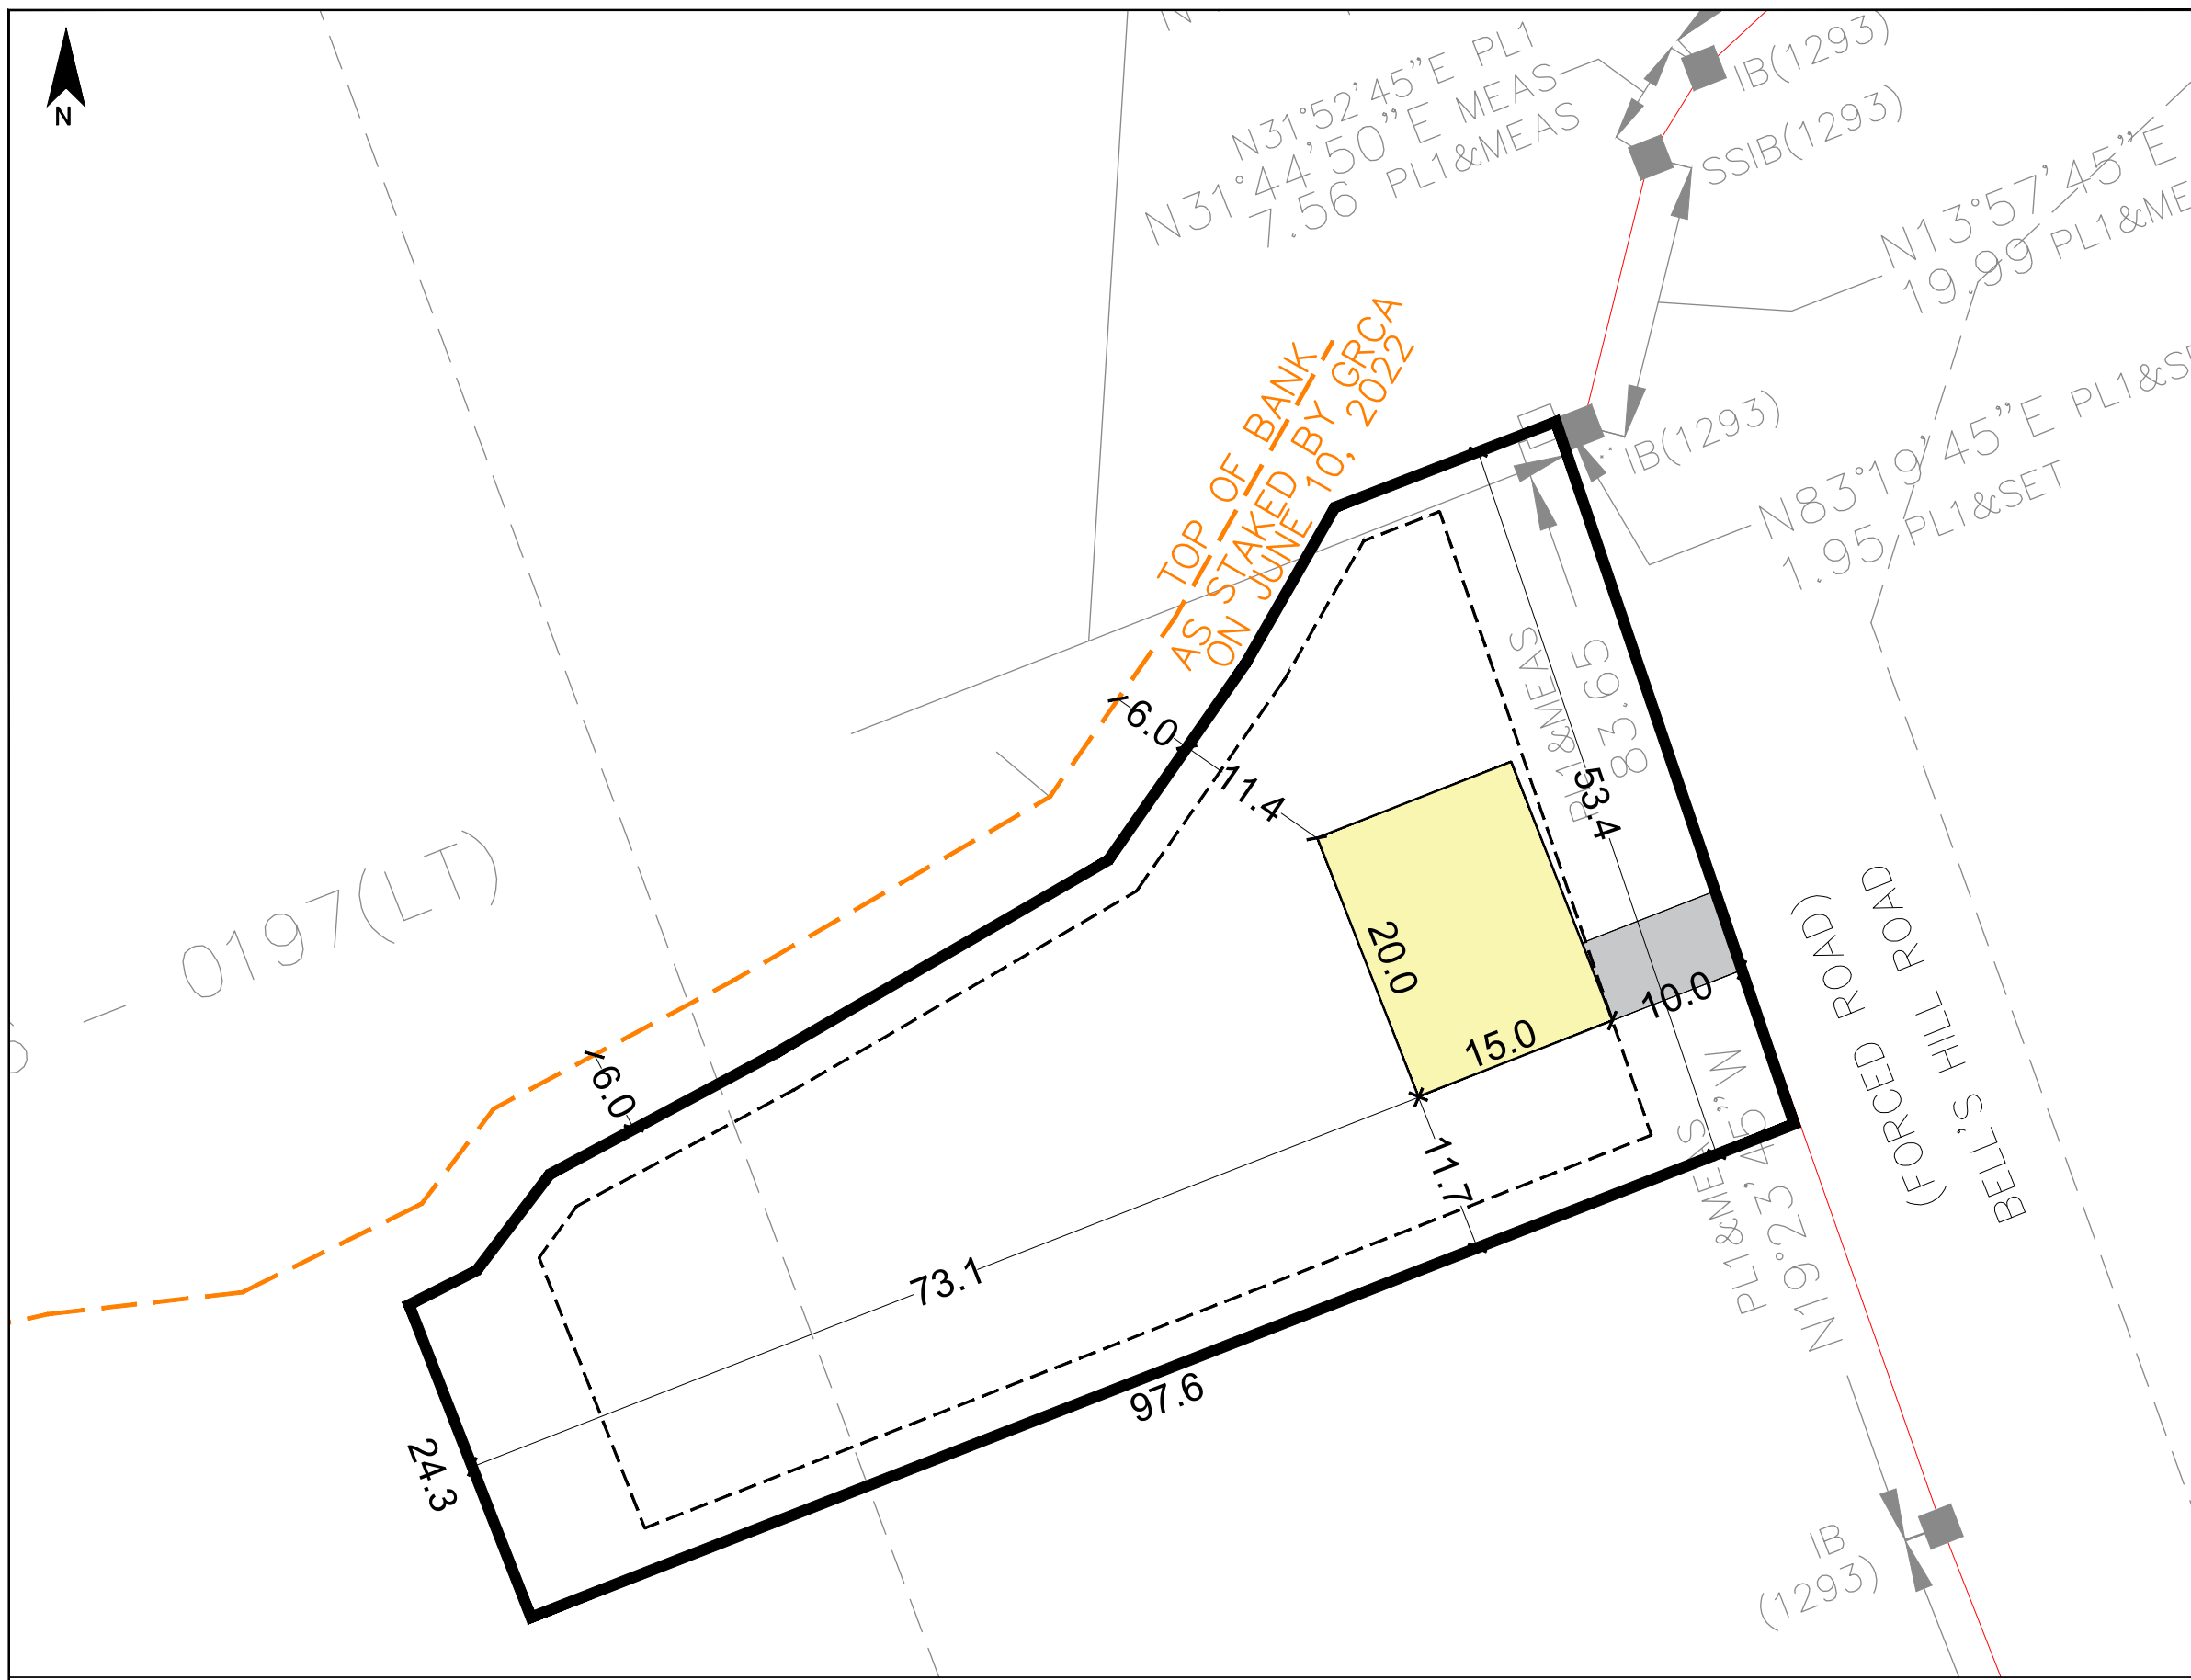 N
N31°52'45"E PL1
N31°44'50"E MEAS
7.56 PL1&MEAS
IB(1293)
SSIB(1293)
N13°57'45"E
19.99 PL1&ME
IB(1293)
N83°19'45"E PL1&SE
1.95 PL1&SET
TOP OF BANK
AS STAKED BY GRCA
ON JUNE 10, 2022
6.0
11.4
PL1&MEAS
83.95
53.4
0197(LT)
20.0
15.0
10.0
6.0
11.7
73.1
97.6
24.3
BELL'S HILL ROAD
(FORCED ROAD)
PL1&MEAS
IB
(1293)